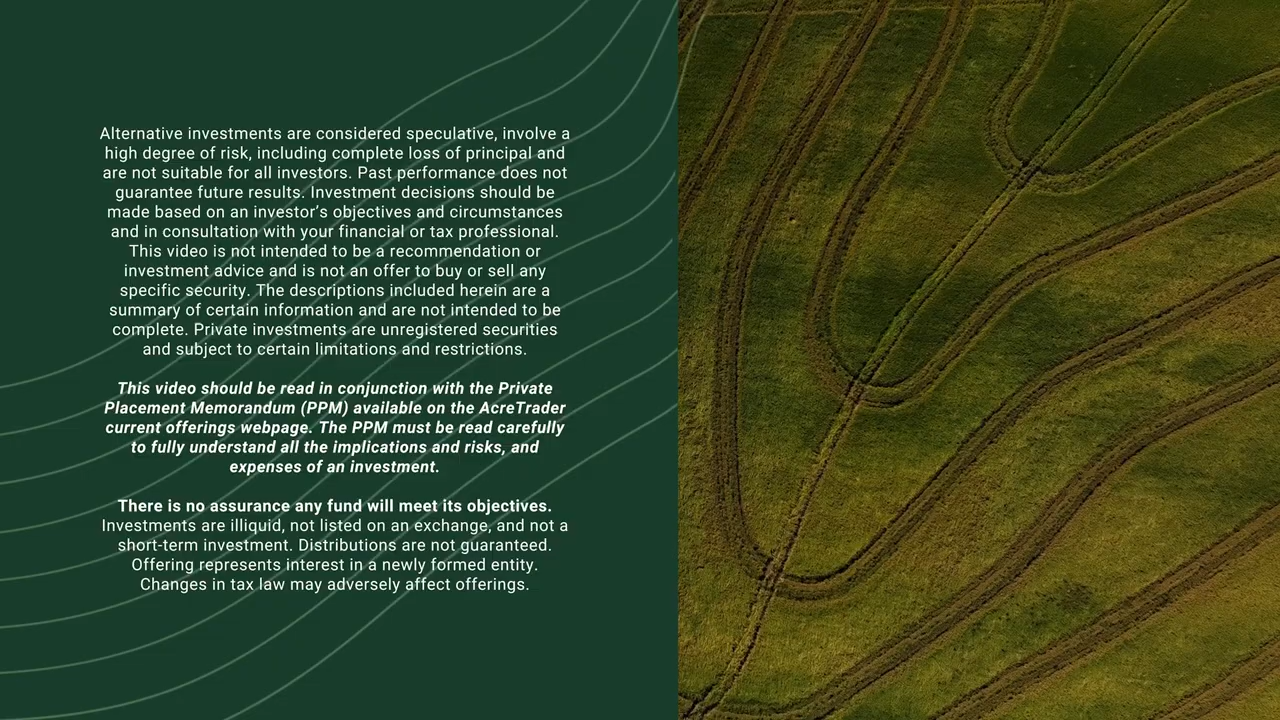 Alternative investments are considered speculative, involve a
high degree of risk, including complete loss of principal and
are not suitable for all investors. Past performance does not
guarantee future results. Investment decisions should be
made based on an investor’s objectives and circumstances
and in consultation with your financial or tax professional.
This video is not intended to be a recommendation or
investment advice and is not an offer to buy or sell any
specific security. The descriptions included herein are a
summary of certain information and are not intended to be
complete. Private investments are unregistered securities
and subject to certain limitations and restrictions.
This video should be read in conjunction with the Private
Placement Memorandum (PPM) available on the AcreTrader
current offerings webpage. The PPM must be read carefully
to fully understand all the implications and risks, and
expenses of an investment.
There is no assurance any fund will meet its objectives.
Investments are illiquid, not listed on an exchange, and not a
short-term investment. Distributions are not guaranteed.
Offering represents interest in a newly formed entity.
Changes in tax law may adversely affect offerings.